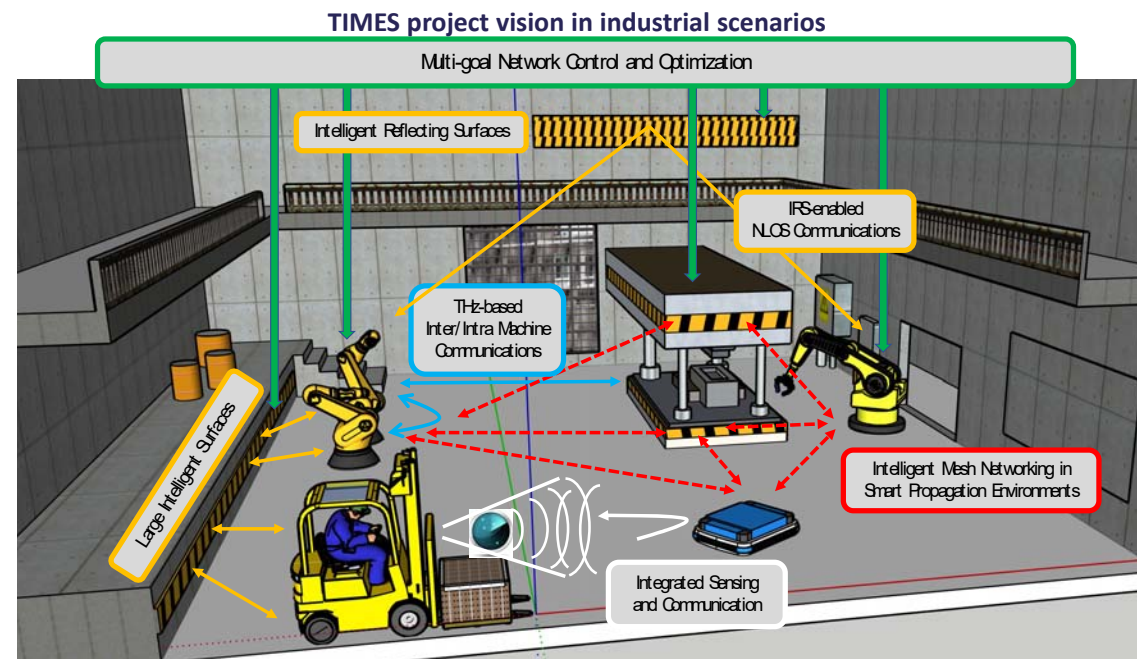 TIMES project vision in industrial scenarios
Multi-goal Network Control and Optimization
Intelligent Reflecting Surfaces
IRS-enabled
NLOS Communications
THz-based
Inter/Intra Machine
Communications
Large Intelligent Surfaces
Intelligent Mesh Networking in
Smart Propagation Environments
Integrated Sensing
and Communication